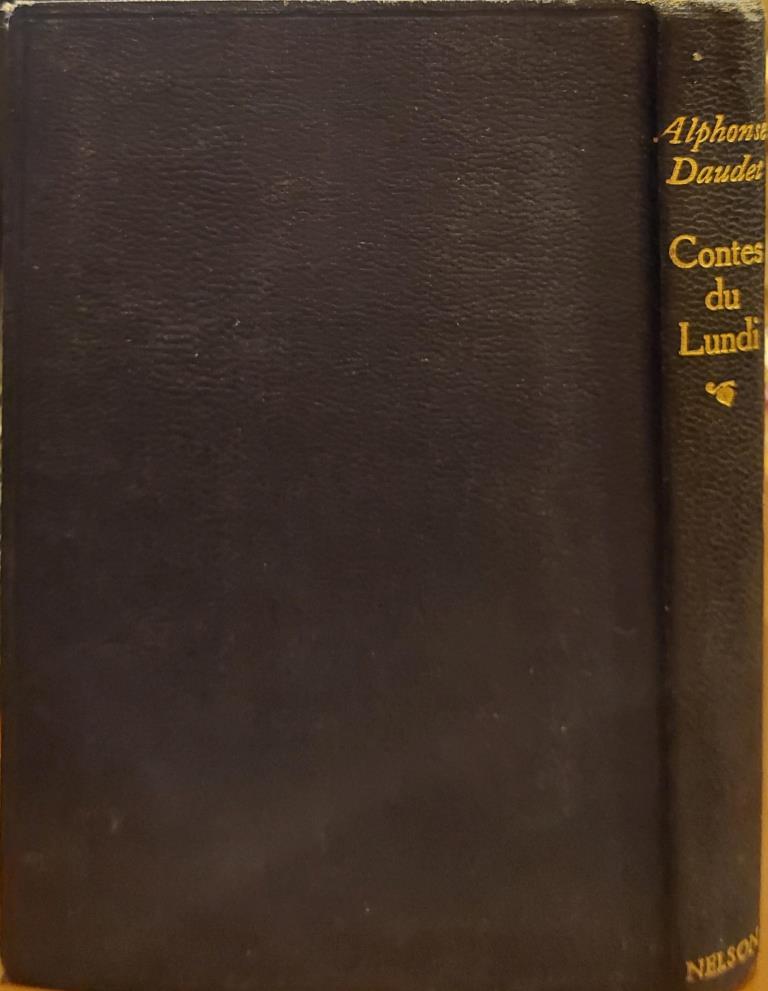 Alphonse
Daudet
Contes
du
Lundi
NELSON